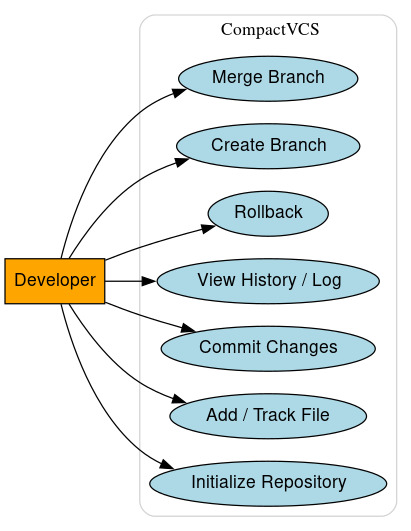 CompactVCS
Merge Branch
Create Branch
Rollback
Developer
View History / Log
Commit Changes
Add / Track File
Initialize Repository